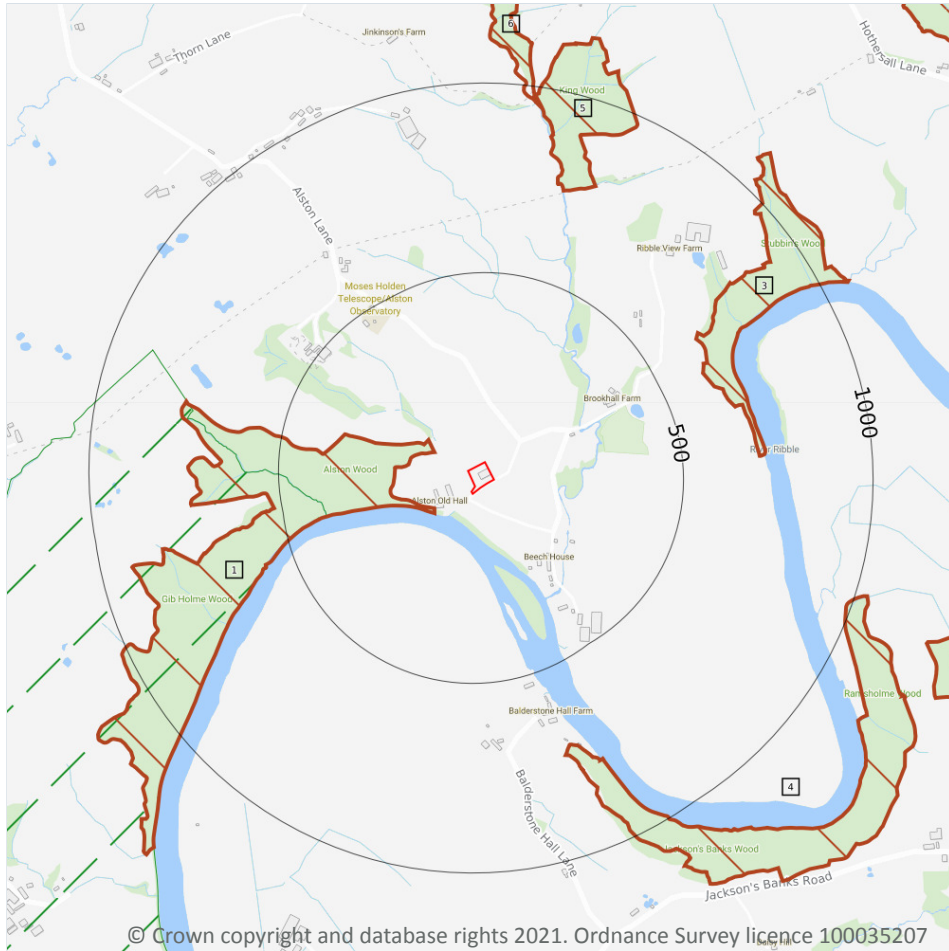 6
Jinkinson's Farm
Thorn Lane
Hothersall Lane
King Wood
5
Alston Lane
Stubbins Wood
Ribble View Farm
Moses Holden
Telescope/Alston
Observatory
3
Brookhall Farm
1000
500
River Ribble
Alston Wood
Alston Old Hall
Beech House
1
Gib Holme Wood
Ramsholme Wood
Balderstone Hall Farm
4
Balderstone Hall Lane
Jackson's Banks Wood
Jackson's Banks Road
Daisy Hill
© Crown copyright and database rights 2021. Ordnance Survey licence 100035207